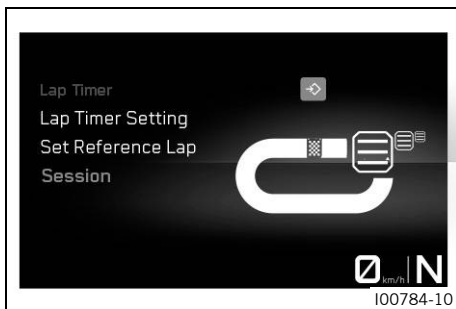 Lap Timer
Lap Timer Setting
Set Reference Lap
Session
0 km/h N
I00784-10